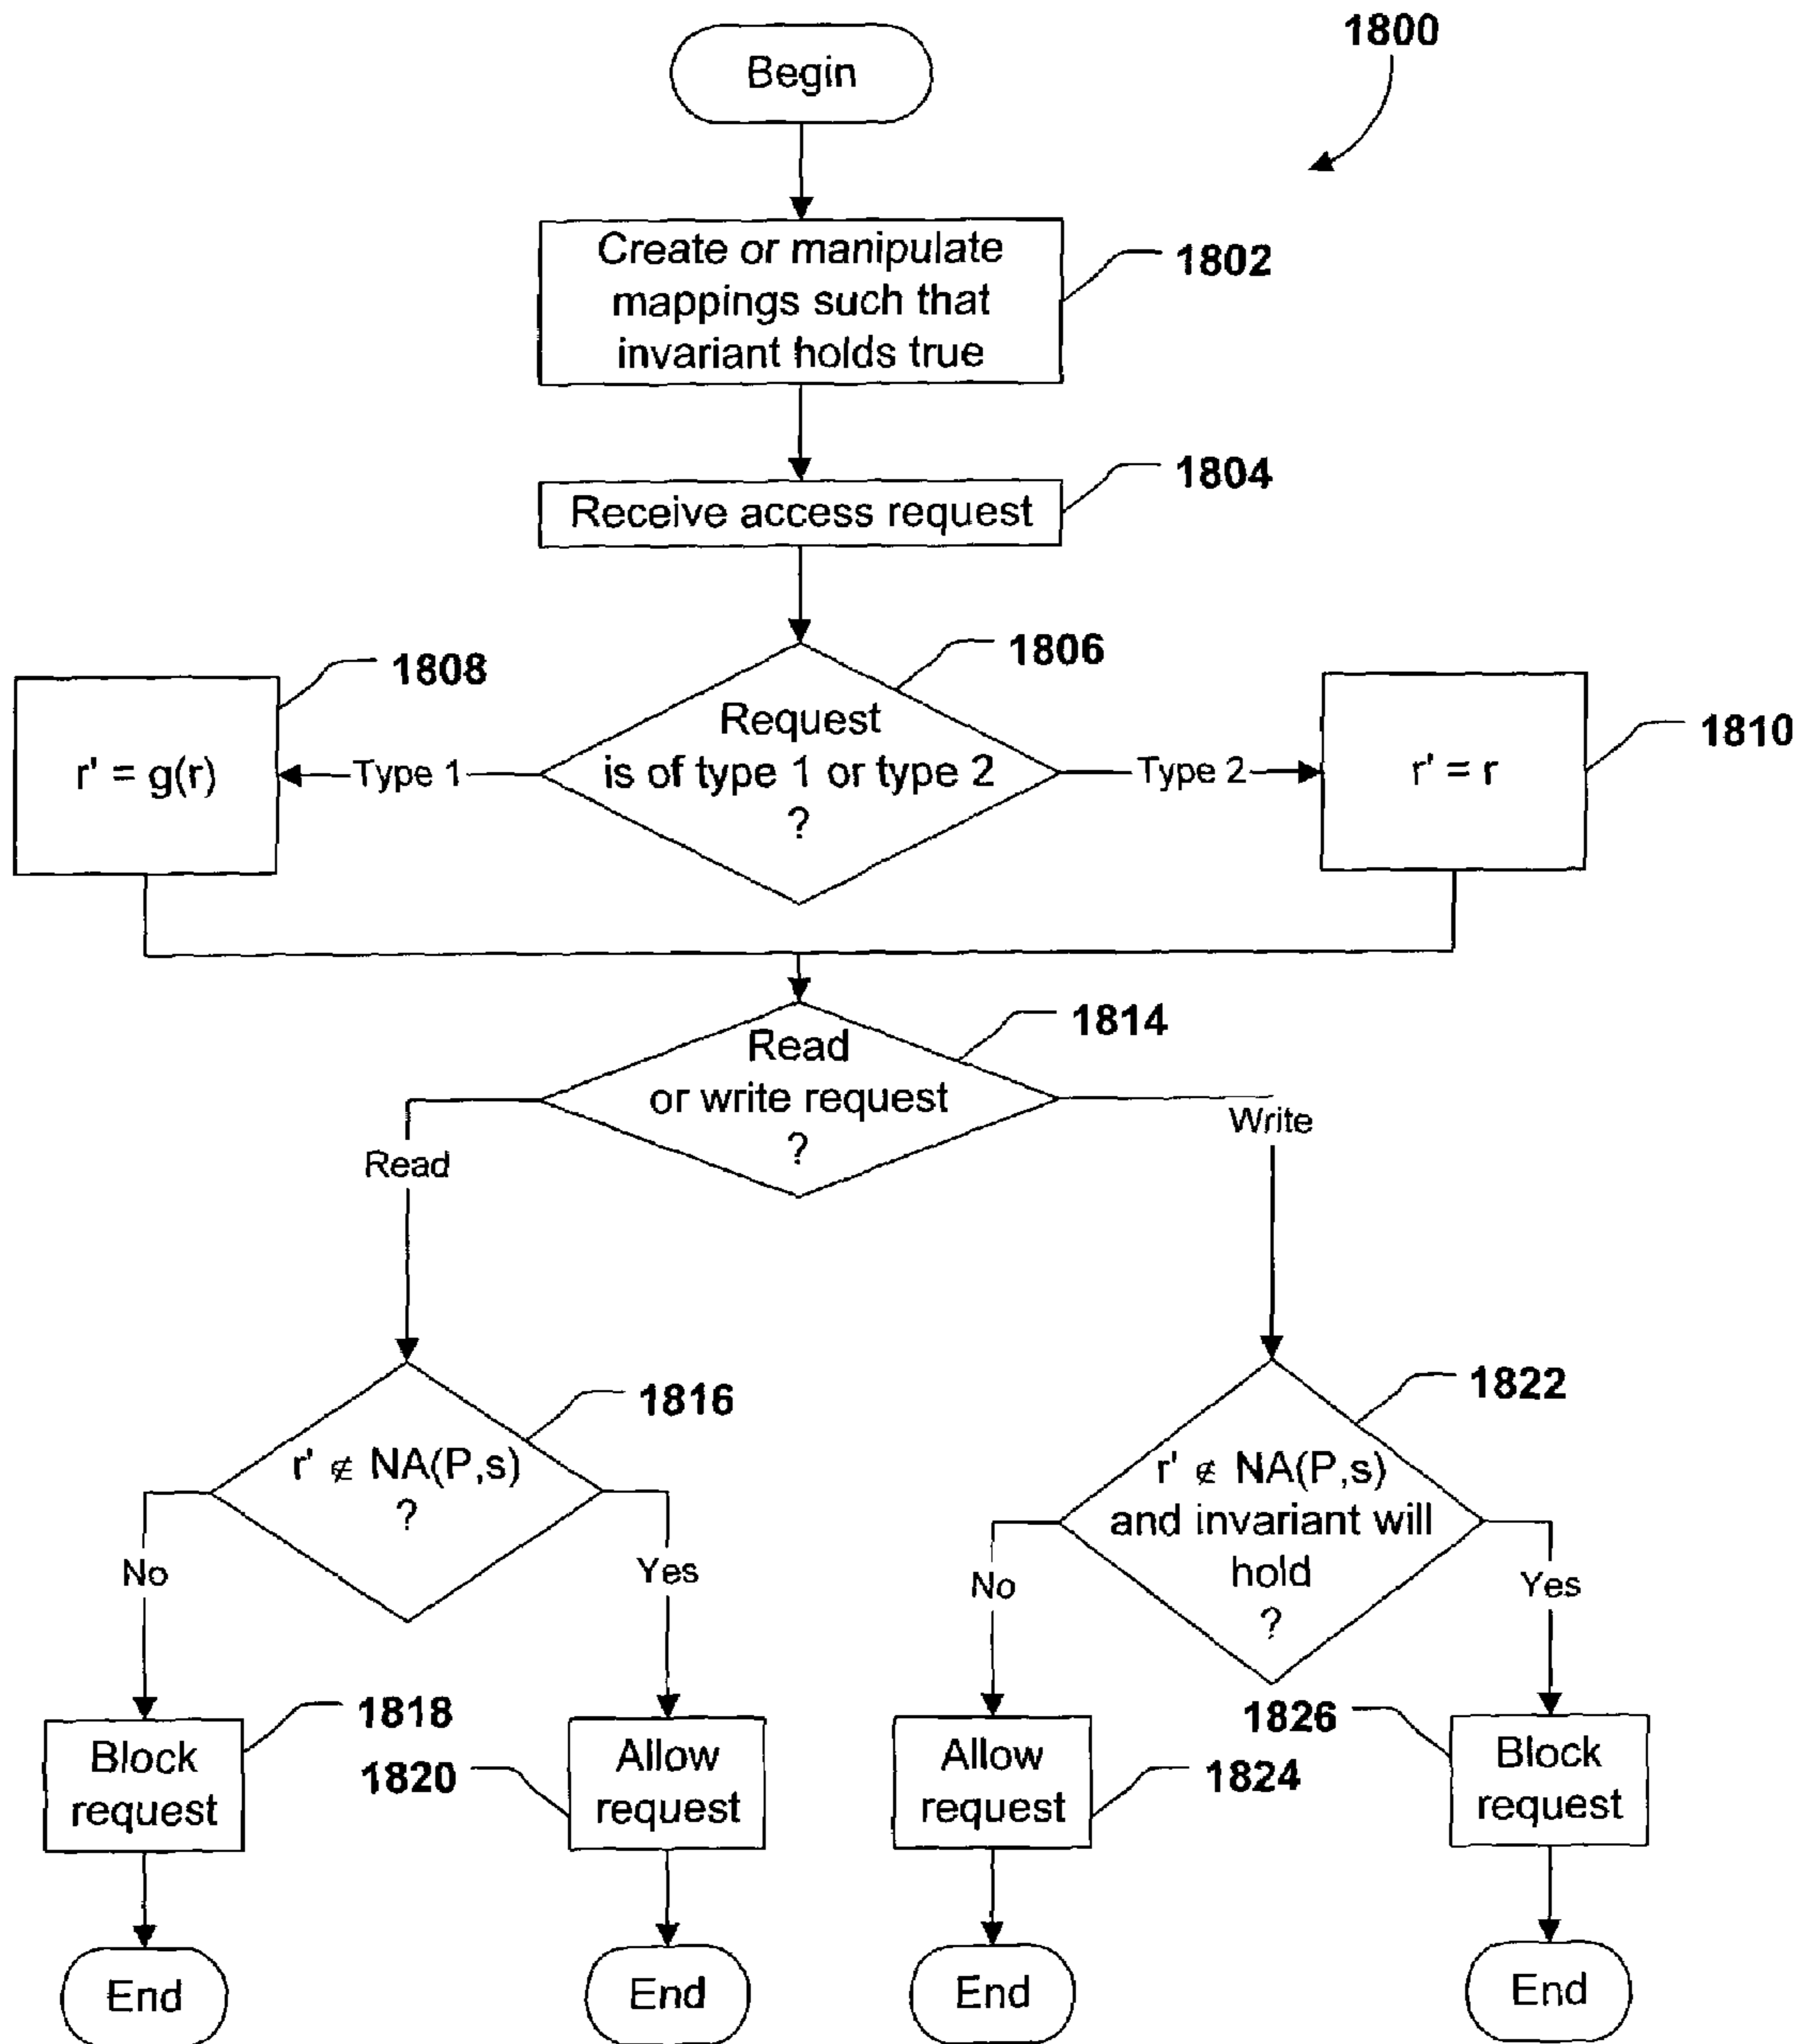 1800
Begin
Create or manipulate
mappings such that
invariant holds true
1802
1804
Receive access request
1806
1808
Request
is of type 1 or type 2
?
Type 1
Type 2
r' = g(r)
r' = r
1810
1814
Read
or write request
?
Read
Write
1816
r' ∉ NA(P,s)
?
No
Yes
1822
r' ∉ NA(P,s)
and invariant will
hold
?
No
Yes
1818
Block
request
1820
Allow
request
Allow
request
1824
1826
Block
request
End
End
End
End